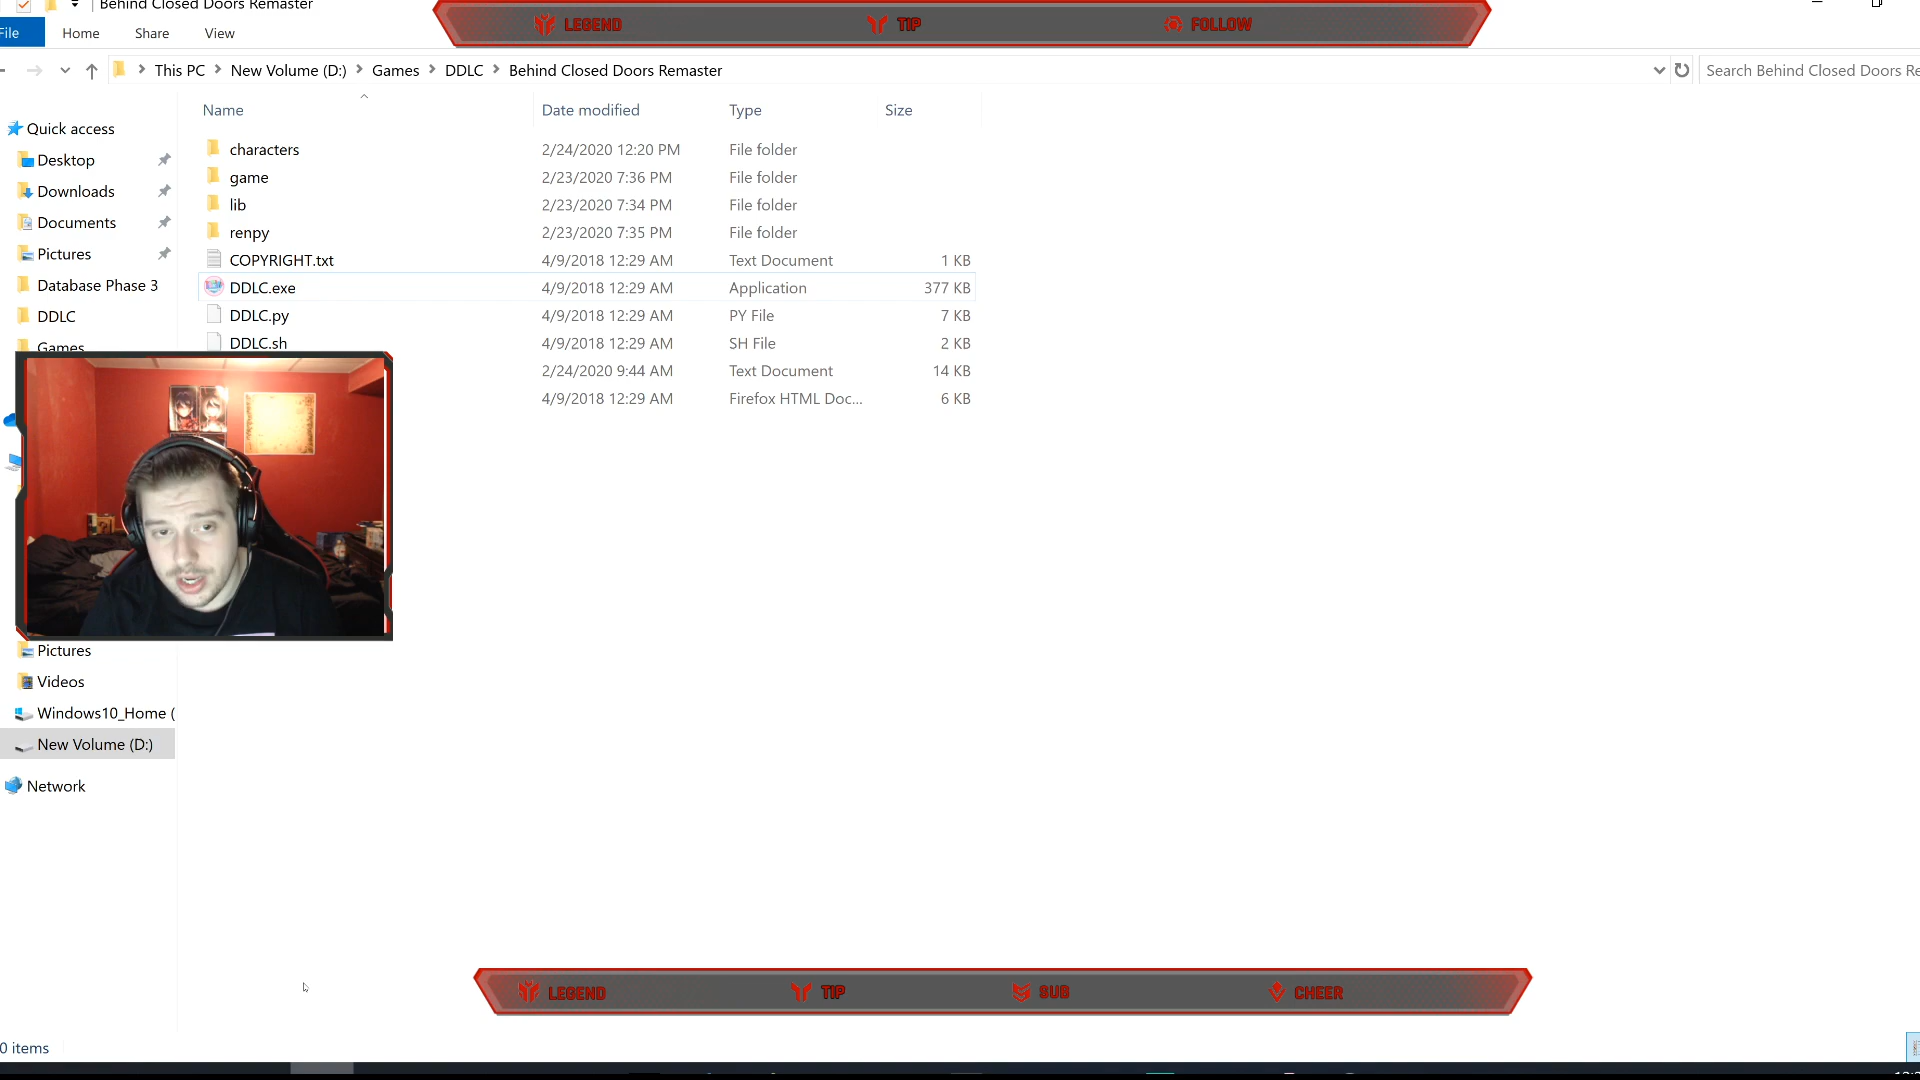 Behind Closed Doors Remaster
LEGEND TIP FOLLOW
File Home Share View
This PC New Volume (D:) Games DDLC Behind Closed Doors Remaster
Search Behind Closed Doors Re
Name Date modified Type Size
Quick access
Desktop
Downloads
Documents
Pictures
Database Phase 3
DDLC
Games
characters 2/24/2020 12:20 PM File folder
game 2/23/2020 7:36 PM File folder
lib 2/23/2020 7:34 PM File folder
renpy 2/23/2020 7:35 PM File folder
COPYRIGHT.txt 4/9/2018 12:29 AM Text Document 1 KB
DDLC.exe 4/9/2018 12:29 AM Application 377 KB
DDLC.py 4/9/2018 12:29 AM PY File 7 KB
DDLC.sh 4/9/2018 12:29 AM SH File 2 KB
2/24/2020 9:44 AM Text Document 14 KB
4/9/2018 12:29 AM Firefox HTML Doc... 6 KB
Pictures
Videos
Windows10_Home (
New Volume (D:)
Network
LEGEND TIP SUB CHEER
0 items